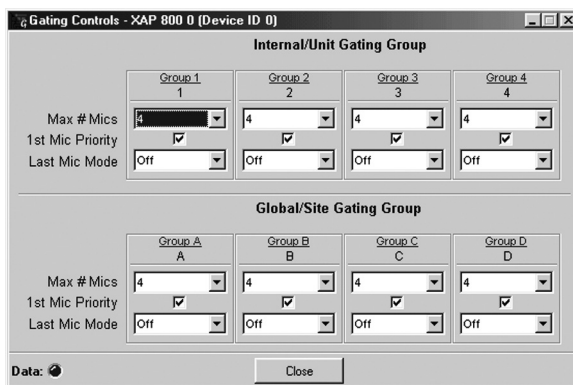 Gating Controls - XAP 800 0 (Device ID 0)
Internal/Unit Gating Group
Group 1 Group 2 Group 3 Group 4
1 2 3 4
Max # Mics 4 4 4 4
1st Mic Priority
Last Mic Mode Off Off Off Off
Global/Site Gating Group
Group A Group B Group C Group D
A B C D
Max # Mics 4 4 4 4
1st Mic Priority
Last Mic Mode Off Off Off Off
Data: Close